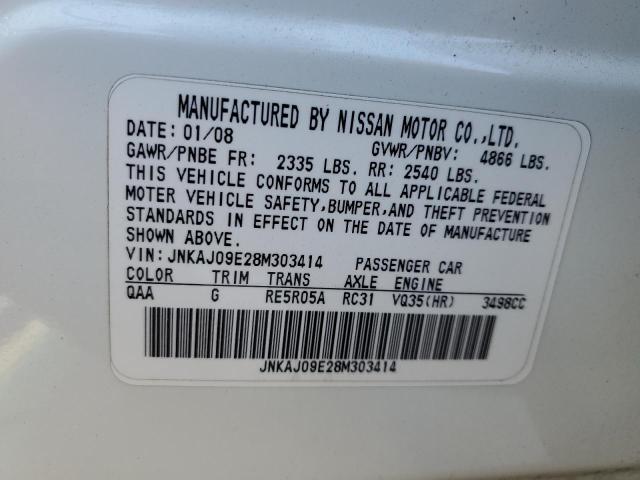 MANUFACTURED BY NISSAN MOTOR CO.,LTD.
DATE: 01/08 GVWR/PNBV: 4866 LBS.
GAWR/PNBE FR: 2335 LBS. RR: 2540 LBS.
THIS VEHICLE CONFORMS TO ALL APPLICABLE FEDERAL
MOTER VEHICLE SAFETY,BUMPER,AND THEFT PREVENTION
STANDARDS IN EFFECT ON THE DATE OF MANUFACTURE
SHOWN ABOVE.
VIN: JNKAJ09E28M303414 PASSENGER CAR
COLOR TRIM TRANS AXLE ENGINE
QAA G RE5R05A RC31 VQ35(HR) 3498CC
JNKAJ09E28M303414